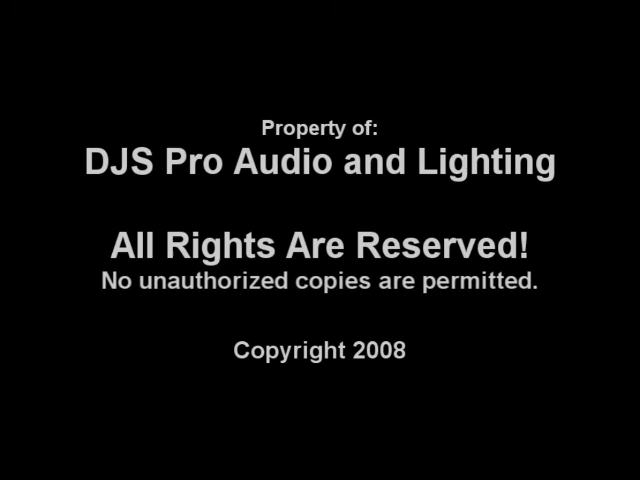 Property of:
DJS Pro Audio and Lighting
All Rights Are Reserved!
No unauthorized copies are permitted.
Copyright 2008